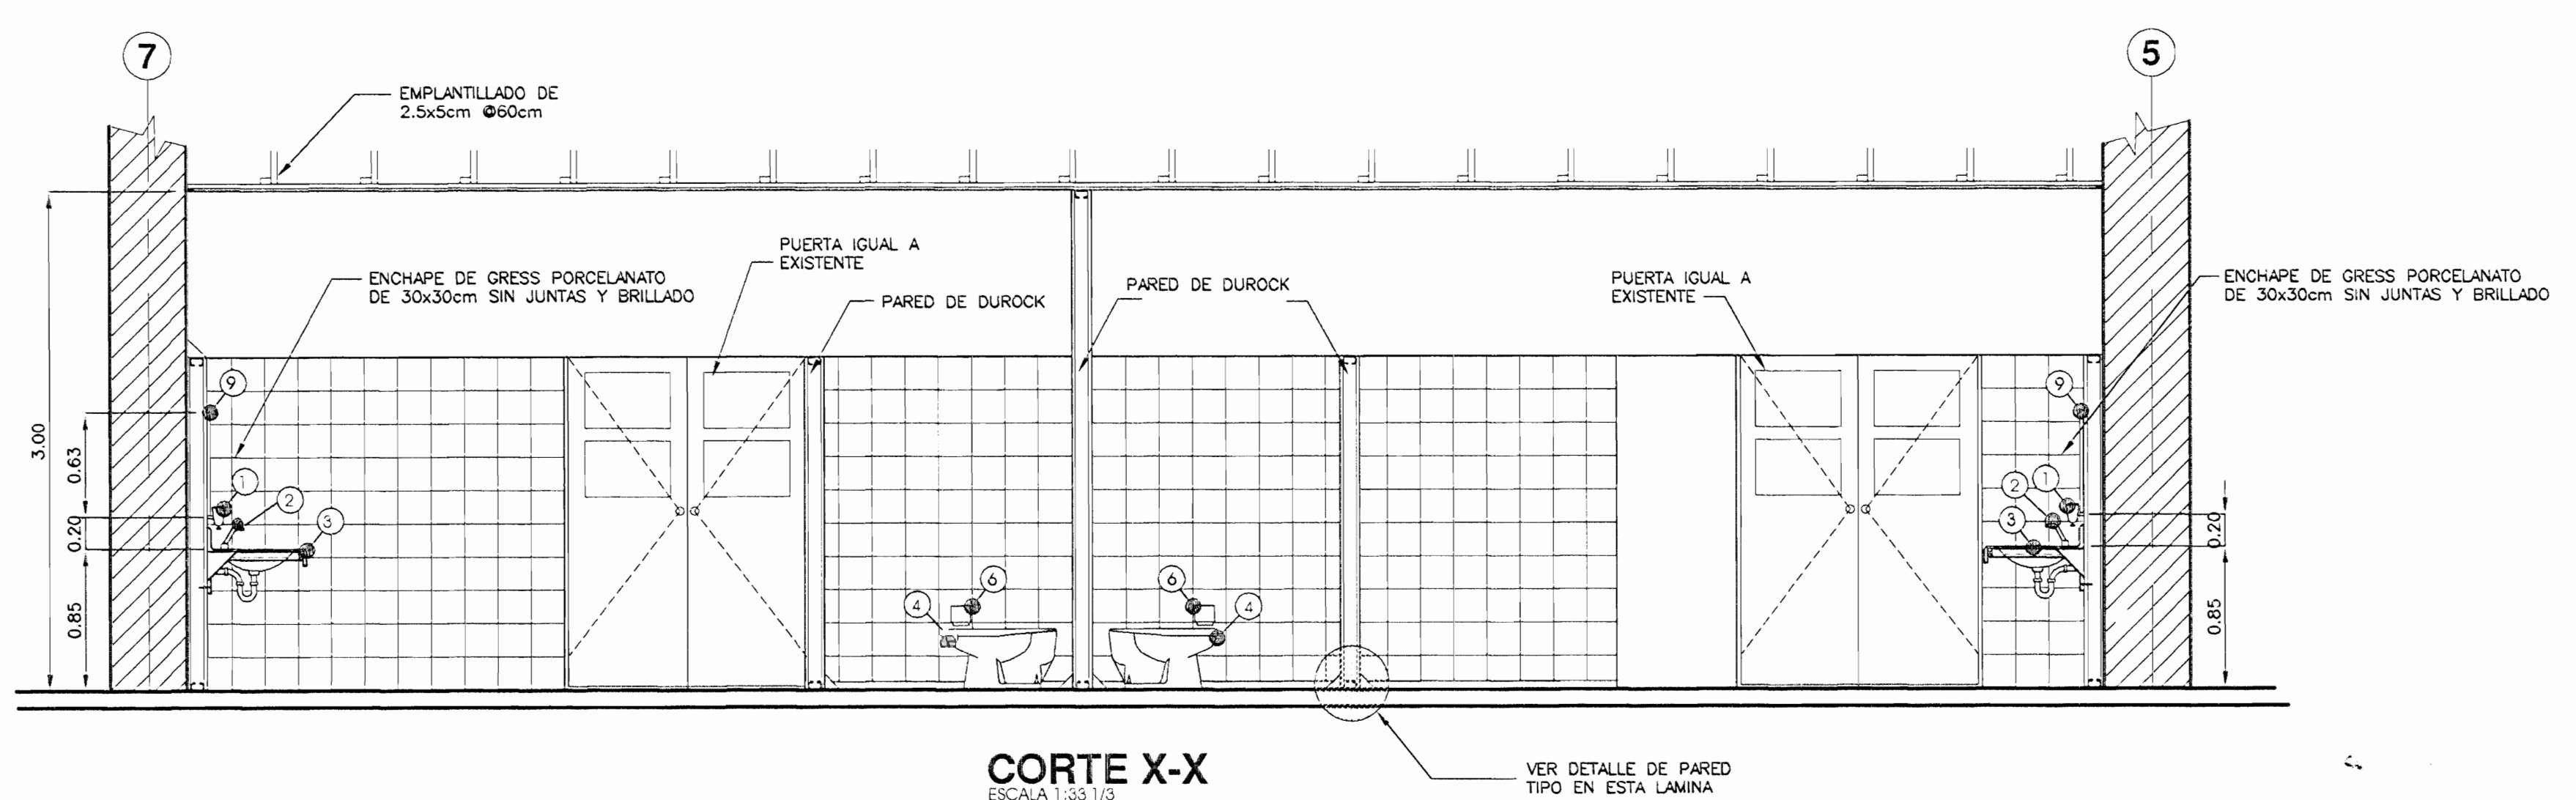 7
5
EMPLANTILLADO DE
2.5x5cm @60cm
PUERTA IGUAL A
EXISTENTE
ENCHAPE DE GRESS PORCELANATO
DE 30x30cm SIN JUNTAS Y BRILLADO
PARED DE DUROCK
PARED DE DUROCK
PUERTA IGUAL A
EXISTENTE
ENCHAPE DE GRESS PORCELANATO
DE 30x30cm SIN JUNTAS Y BRILLADO
3.00
0.63
0.20
0.85
9
1
2
3
4
6
6
4
9
1
2
3
0.20
0.85
VER DETALLE DE PARED
TIPO EN ESTA LAMINA
CORTE X-X
ESCALA 1:33 1/3